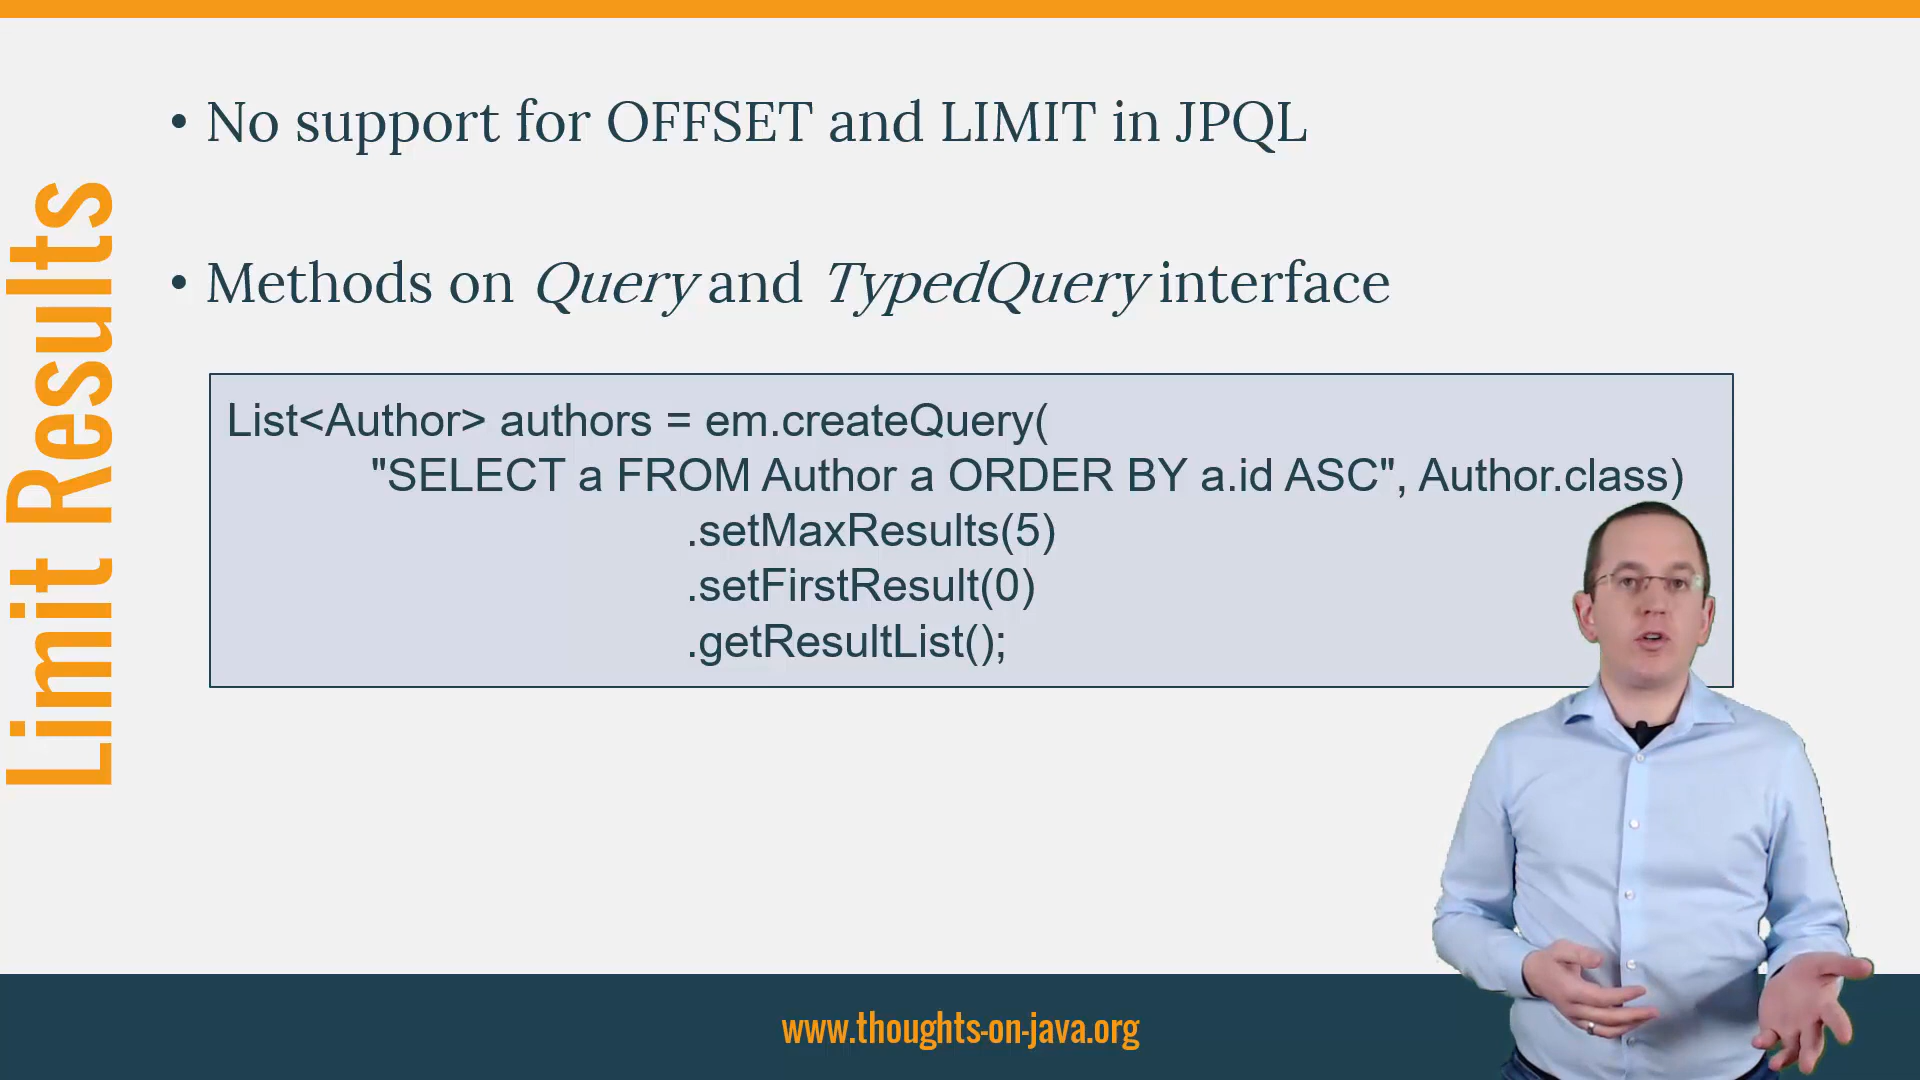 Limit Results
• No support for OFFSET and LIMIT in JPQL
• Methods on Query and TypedQuery interface
List<Author> authors = em.createQuery(
"SELECT a FROM Author a ORDER BY a.id ASC", Author.class)
.setMaxResults(5)
.setFirstResult(0)
.getResultList();
www.thoughts-on-java.org